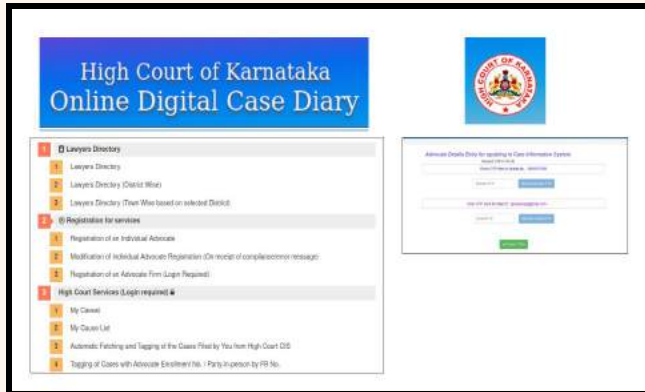 High Court of Karnataka
Online Digital Case Diary
HIGH COURT OF KARNATAKA
1 Lawyers Directory
1 Lawyers Directory
2 Lawyers Directory (District Wise)
3 Lawyers Directory (Town Wise based on selected District)
2 Registration for services
1 Registration of an Individual Advocate
2 Modification of Individual Advocate Registration (On receipt of compliance/error message)
3 Registration of an Advocate Firm (Login Required)
3 High Court Services (Login required)
1 My Caveat
2 My Cause List
3 Automatic Fetching and Tagging of the Cases Filed by You from High Court CIS
4 Tagging of Cases with Advocate Enrollment No. / Party in-person by FR No.
Advocate Details Entry for updating in Case Information System